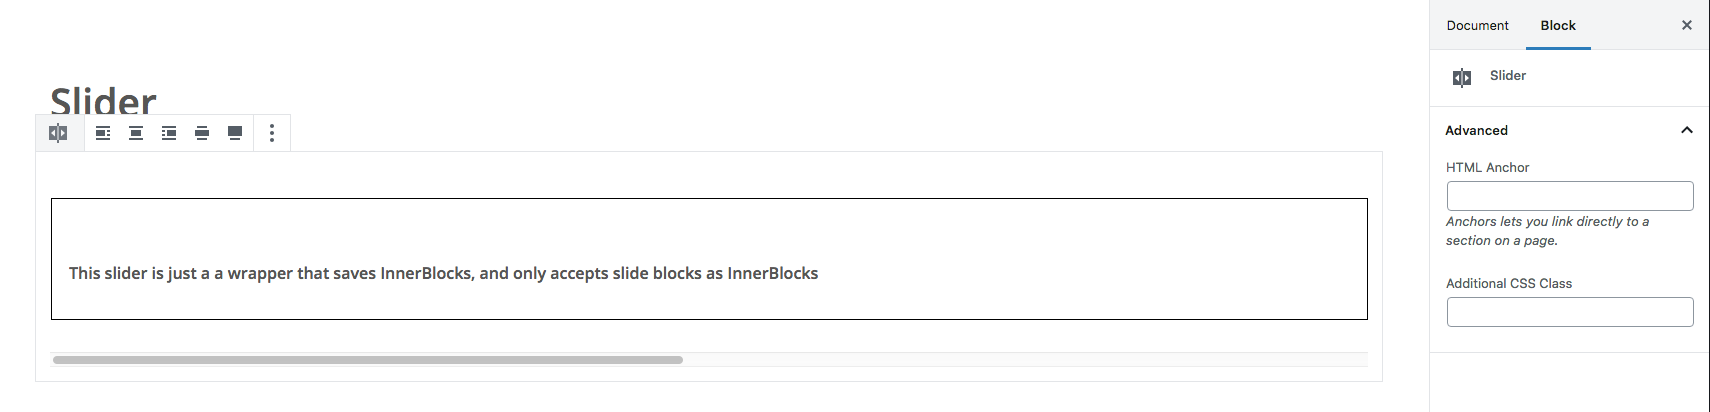 Document Block
Slider
Slider
Advanced
HTML Anchor
Anchors lets you link directly to a
section on a page.
This slider is just a a wrapper that saves InnerBlocks, and only accepts slide blocks as InnerBlocks
Additional CSS Class